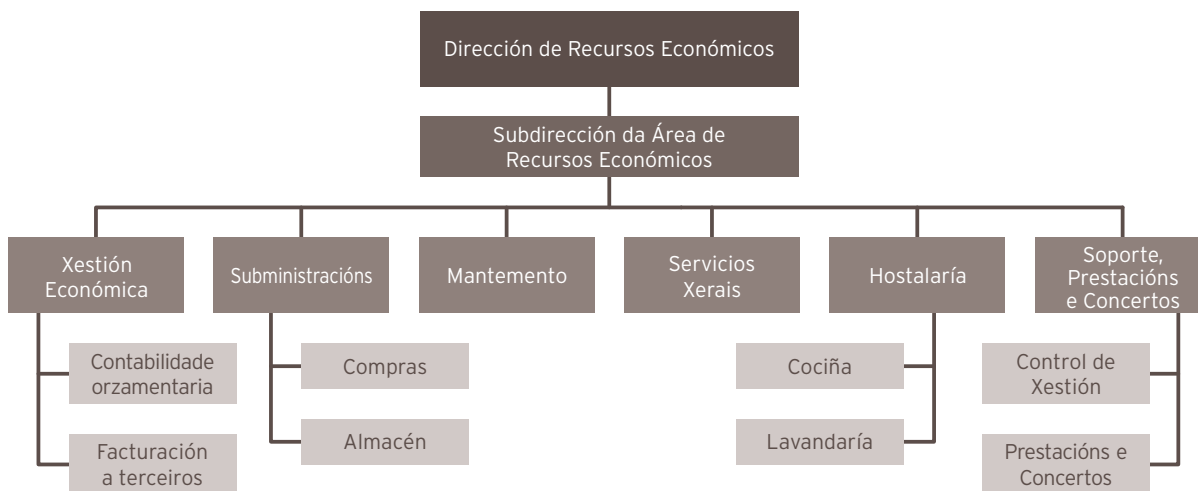 Dirección de Recursos Económicos
Subdirección da Área de
Recursos Económicos
Xestión
Económica
Subministracións
Mantemento
Servicios
Xerais
Hostalaría
Soporte,
Prestacións
e Concertos
Contabilidade
orzamentaria
Compras
Cociña
Control de
Xestión
Facturación
a terceiros
Almacén
Lavandaría
Prestacións e
Concertos